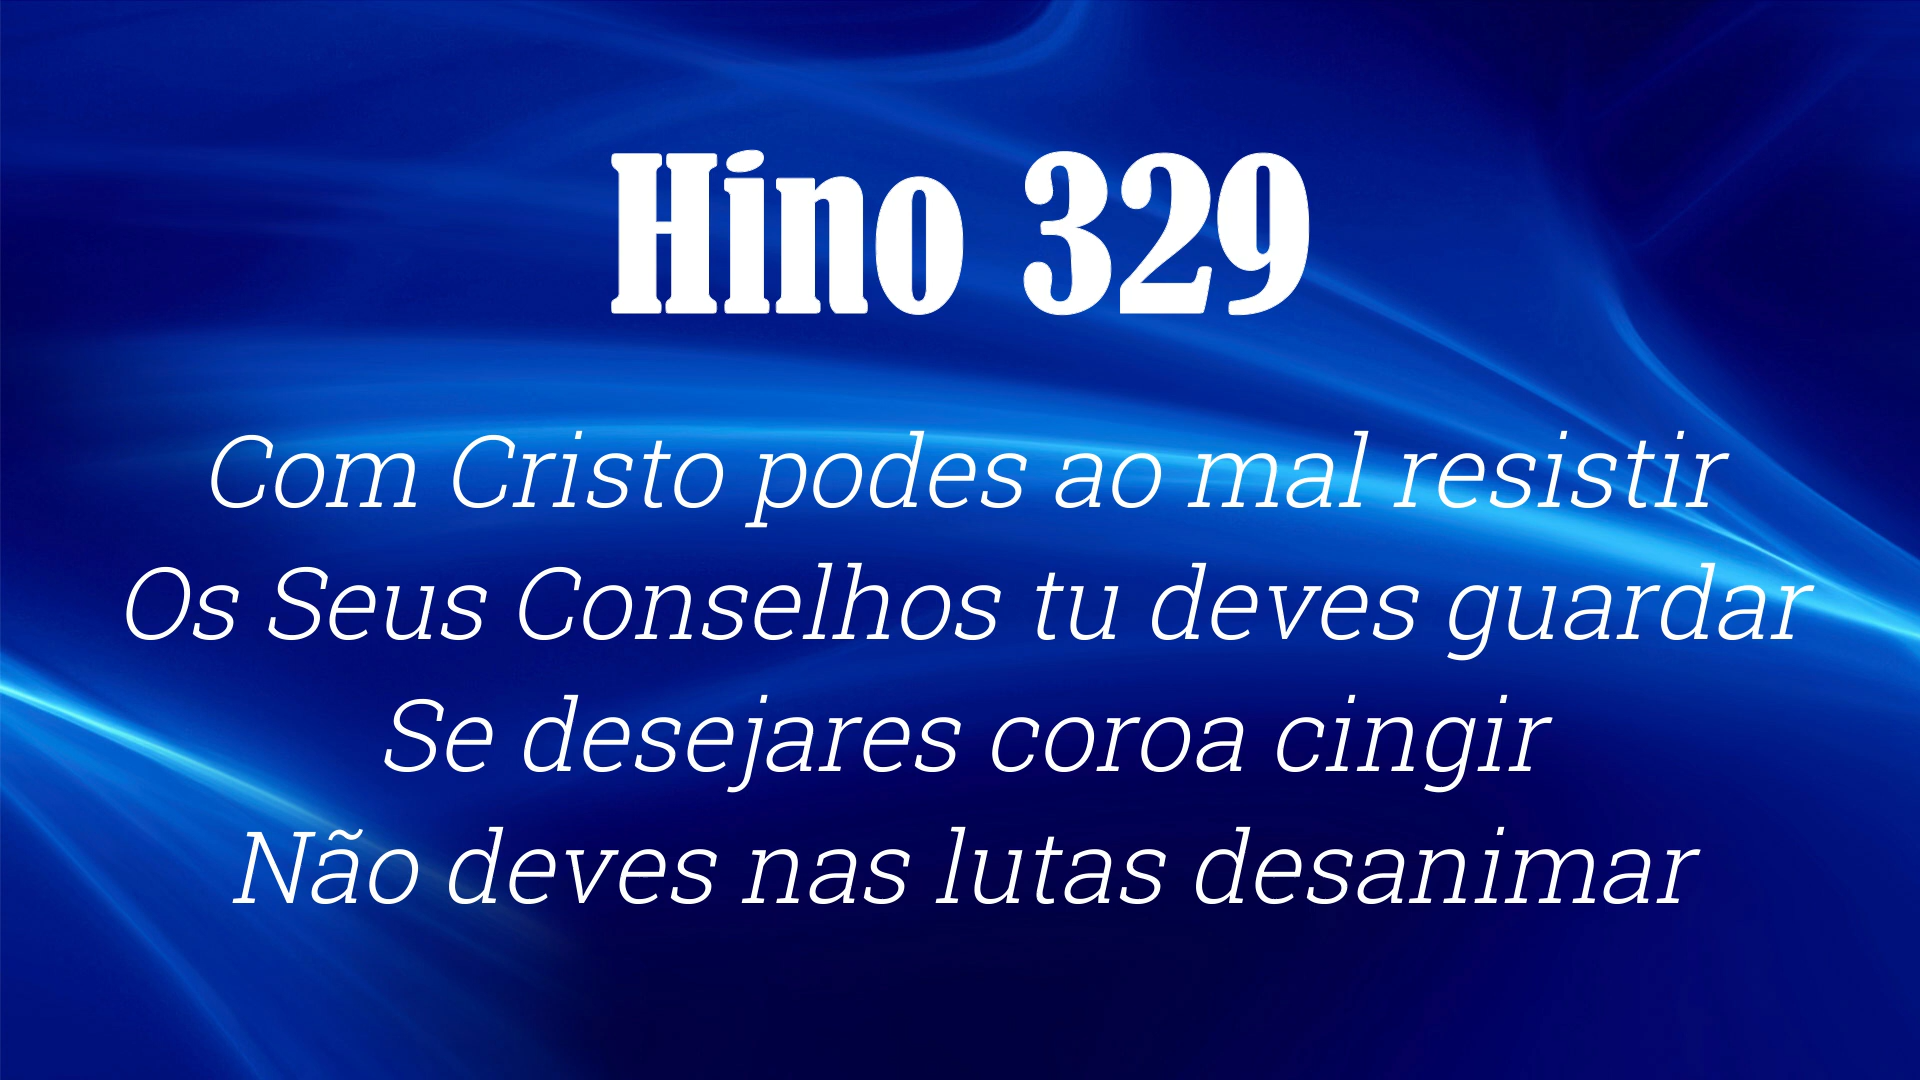 Hino 329
Com Cristo podes ao mal resistir
Os Seus Conselhos tu deves guardar
Se desejares coroa cingir
Não deves nas lutas desanimar